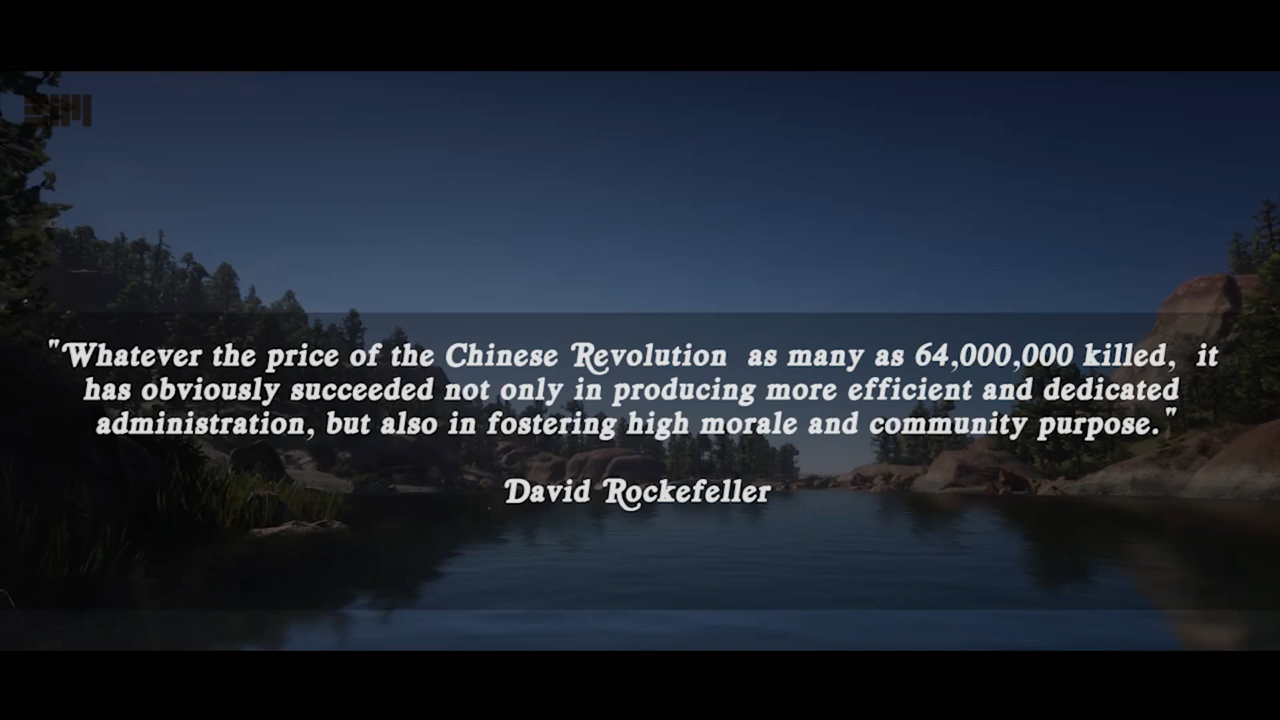 "Whatever the price of the Chinese Revolution  as many as 64,000,000 killed,  it
has obviously succeeded not only in producing more efficient and dedicated
administration, but also in fostering high morale and community purpose."
David Rockefeller